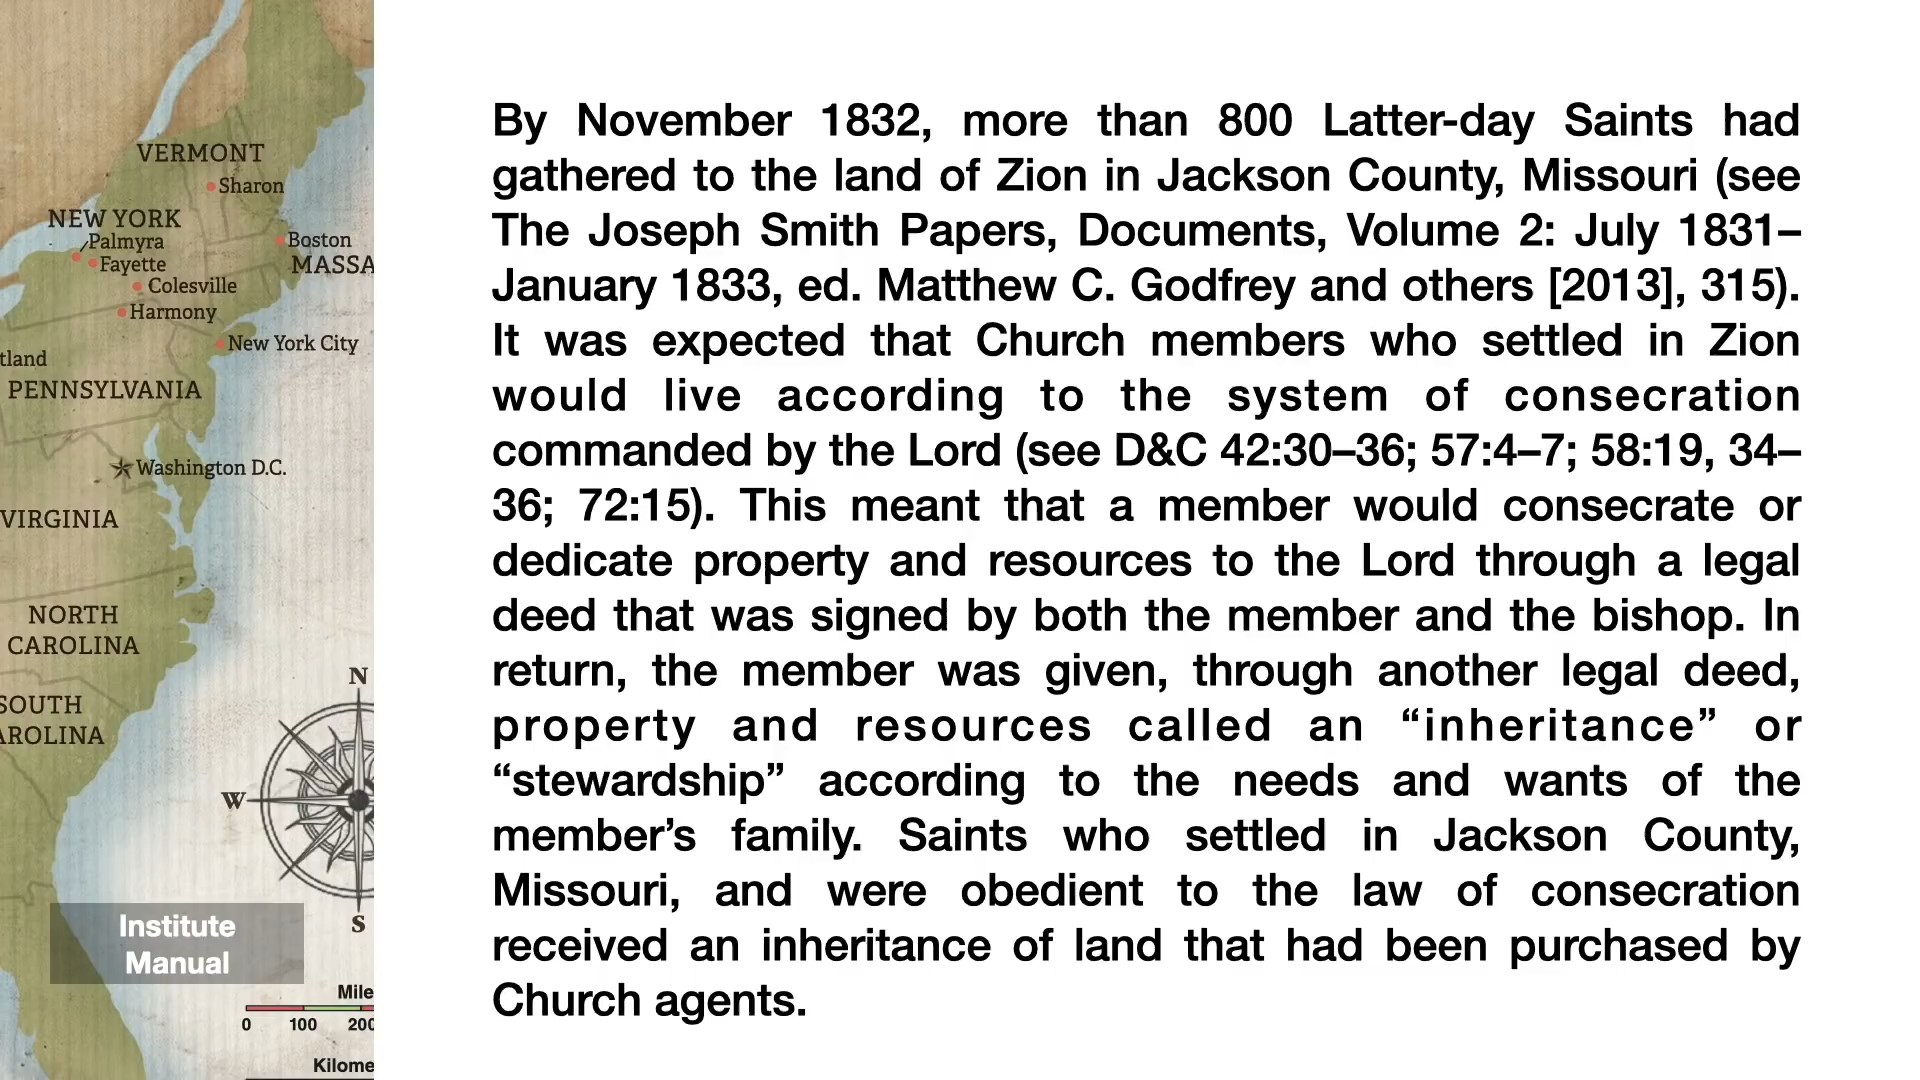 VERMONT
Sharon
NEW YORK
Palmyra
Boston
Fayette
MASSA
Colesville
Harmony
New York City
tland
PENNSYLVANIA
Washington D.C.
VIRGINIA
NORTH
CAROLINA
SOUTH
AROLINA
N
W
S
Institute
Manual
Mile
0 100 200
Kilome
By November 1832, more than 800 Latter-day Saints had
gathered to the land of Zion in Jackson County, Missouri (see
The Joseph Smith Papers, Documents, Volume 2: July 1831–
January 1833, ed. Matthew C. Godfrey and others [2013], 315).
It was expected that Church members who settled in Zion
would live according to the system of consecration
commanded by the Lord (see D&C 42:30–36; 57:4–7; 58:19, 34–
36; 72:15). This meant that a member would consecrate or
dedicate property and resources to the Lord through a legal
deed that was signed by both the member and the bishop. In
return, the member was given, through another legal deed,
property and resources called an “inheritance” or
“stewardship” according to the needs and wants of the
member’s family. Saints who settled in Jackson County,
Missouri, and were obedient to the law of consecration
received an inheritance of land that had been purchased by
Church agents.